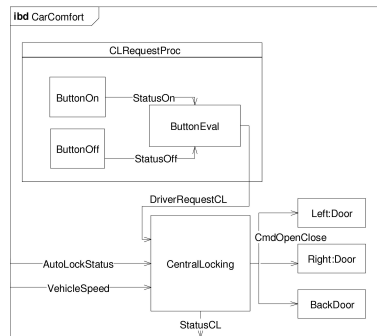 ibd CarComfort
CLRequestProc
ButtonOn
StatusOn
ButtonEval
ButtonOff
StatusOff
DriverRequestCL
Left:Door
CmdOpenClose
AutoLockStatus
CentralLocking
Right:Door
VehicleSpeed
BackDoor
StatusCL